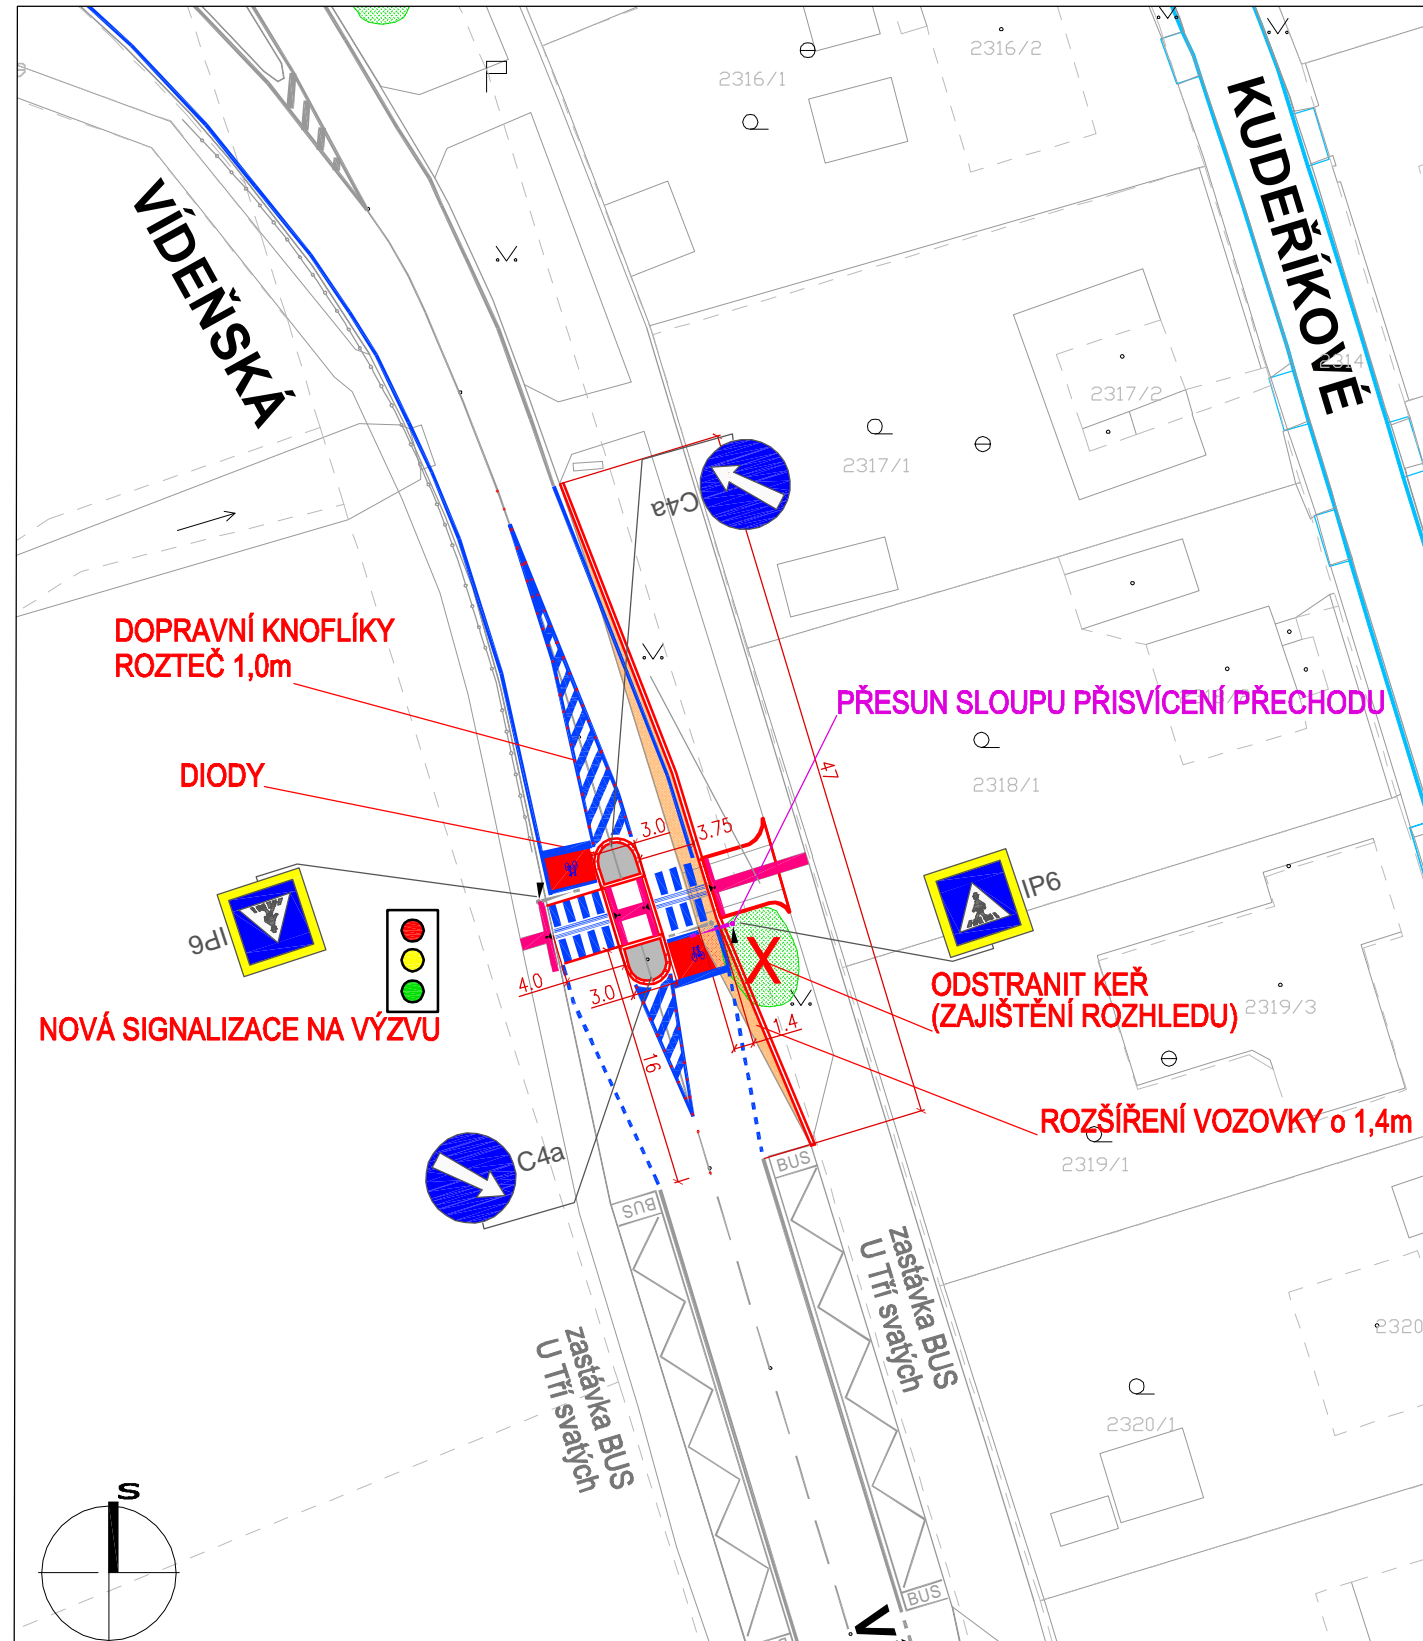 2316/1
2316/2
KUDEŘÍKOVÉ
VÍDEŇSKÁ
2314
2317/2
2317/1
C4a
DOPRAVNÍ KNOFLÍKY
ROZTEČ 1,0m
PŘESUN SLOUPU PŘISVÍCENÍ PŘECHODU
DIODY
47
2318/1
3.0
3.75
IP6
IP6
4.0
3.0
ODSTRANIT KEŘ
(ZAJIŠTĚNÍ ROZHLEDU)
2319/3
NOVÁ SIGNALIZACE NA VÝZVU
X
1.4
16
ROZŠÍŘENÍ VOZOVKY o 1,4m
2319/1
C4a
BUS
BUS
zastávka BUS
U Tří svatých
zastávka BUS
U Tří svatých
2320
2320/1
S
BUS
V